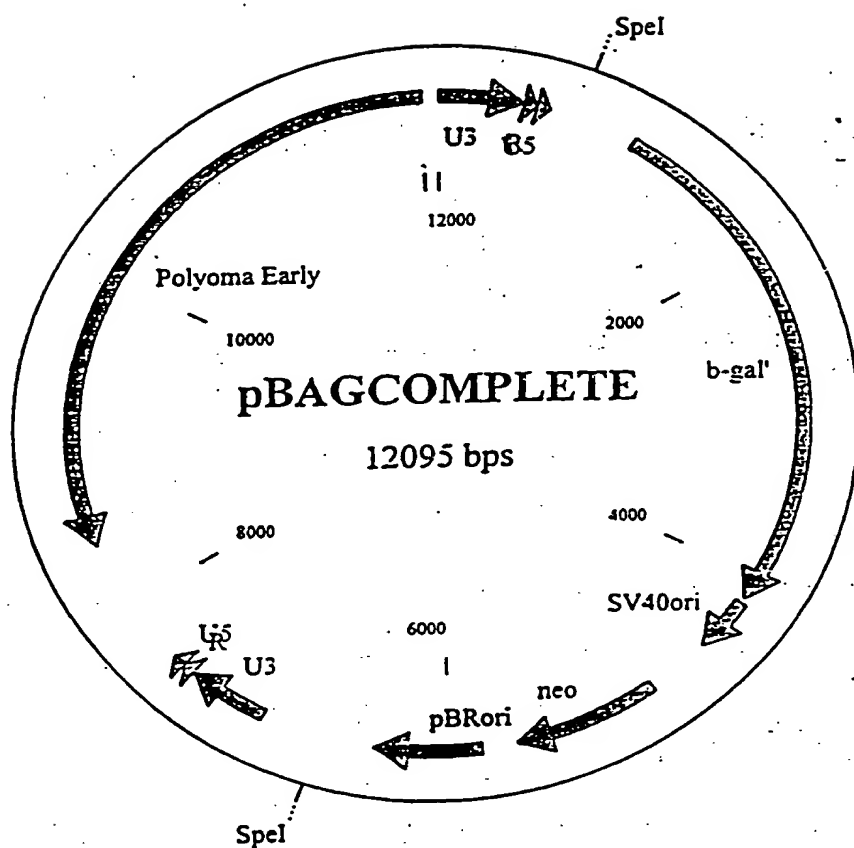 SpeI
U3
R5
12000
Polyoma Early
10000
2000
b-gal'
pBAGCOMPLETE
12095 bps
8000
4000
SV40ori
6000
U5
R
U3
neo
pBRori
SpeI